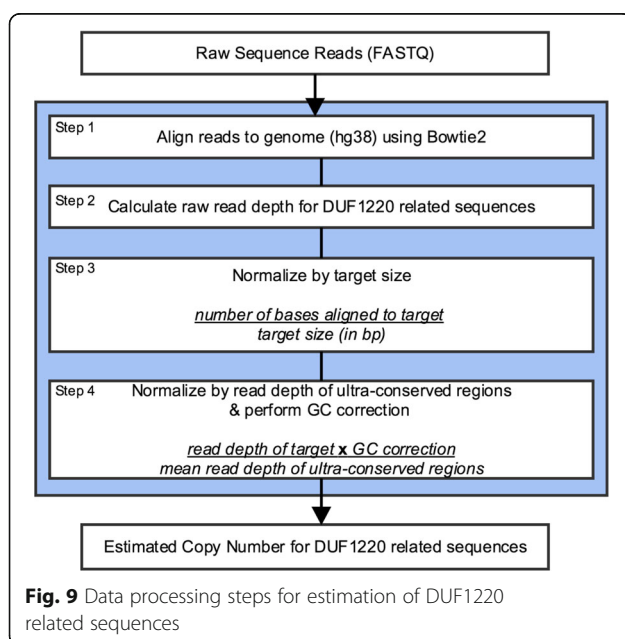 Raw Sequence Reads (FASTQ)
Step 1
Align reads to genome (hg38) using Bowtie2
Step 2
Calculate raw read depth for DUF1220 related sequences
Step 3
Normalize by target size
number of bases aligned to target
target size (in bp)
Step 4
Normalize by read depth of ultra-conserved regions
& perform GC correction
read depth of target x GC correction
mean read depth of ultra-conserved regions
Estimated Copy Number for DUF1220 related sequences
Fig. 9 Data processing steps for estimation of DUF1220
related sequences